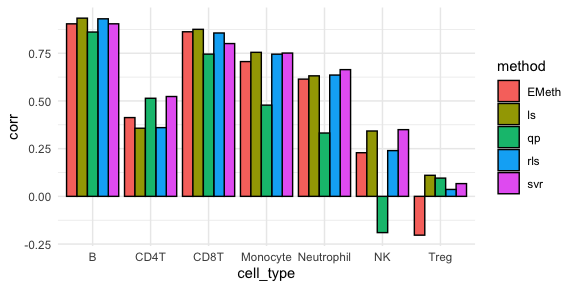 corr
0.75
0.50
0.25
0.00
-0.25
B CD4T CD8T Monocyte Neutrophil NK Treg
cell_type
method
EMeth
ls
qp
rls
svr